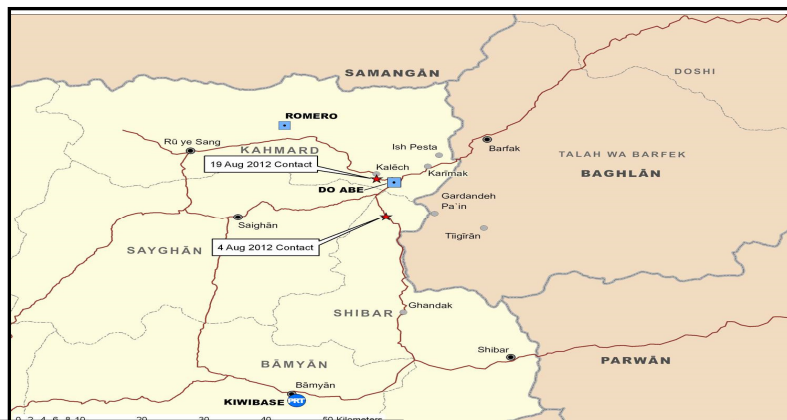 SAMANGĀN
DOSHI
ROMERO
Rū ye Sang
KAHMARD
Ish Pesta
Barfak
TALAH WA BARFEK
BAGHLĀN
19 Aug 2012 Contact
Kalēch
Karīmak
DO ABE
Gardandeh
Pa`in
Saighān
Tīigīrān
SAYGHĀN
4 Aug 2012 Contact
Ghandak
SHIBAR
Shibar
BĀMYĀN
PARWĀN
Bāmyān
KIWIBASE
PRT
0 2 4 6 8 10 20 30 40 50 Kilometers